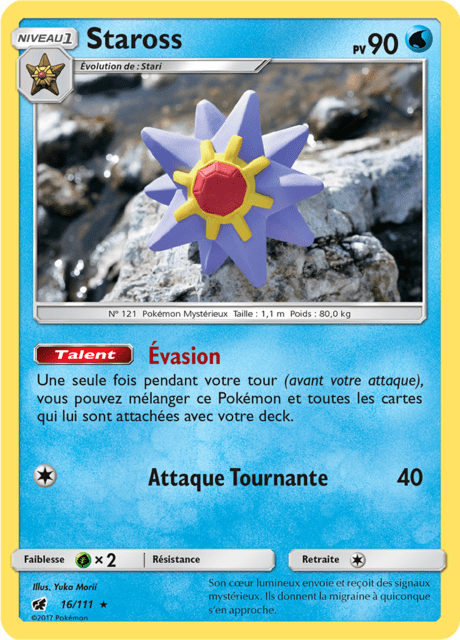 NIVEAU 1
Staross
PV 90
Évolution de : Stari
N° 121 Pokémon Mystérieux Taille : 1,1 m Poids : 80,0 kg
Talent Évasion
Une seule fois pendant votre tour (avant votre attaque),
vous pouvez mélanger ce Pokémon et toutes les cartes
qui lui sont attachées avec votre deck.
Attaque Tournante 40
Faiblesse ×2 Résistance Retraite
Illus. Yuka Morii
16/111 ★
©2017 Pokémon
Son cœur lumineux envoie et reçoit des signaux
mystérieux. Ils donnent la migraine à quiconque
s'en approche.